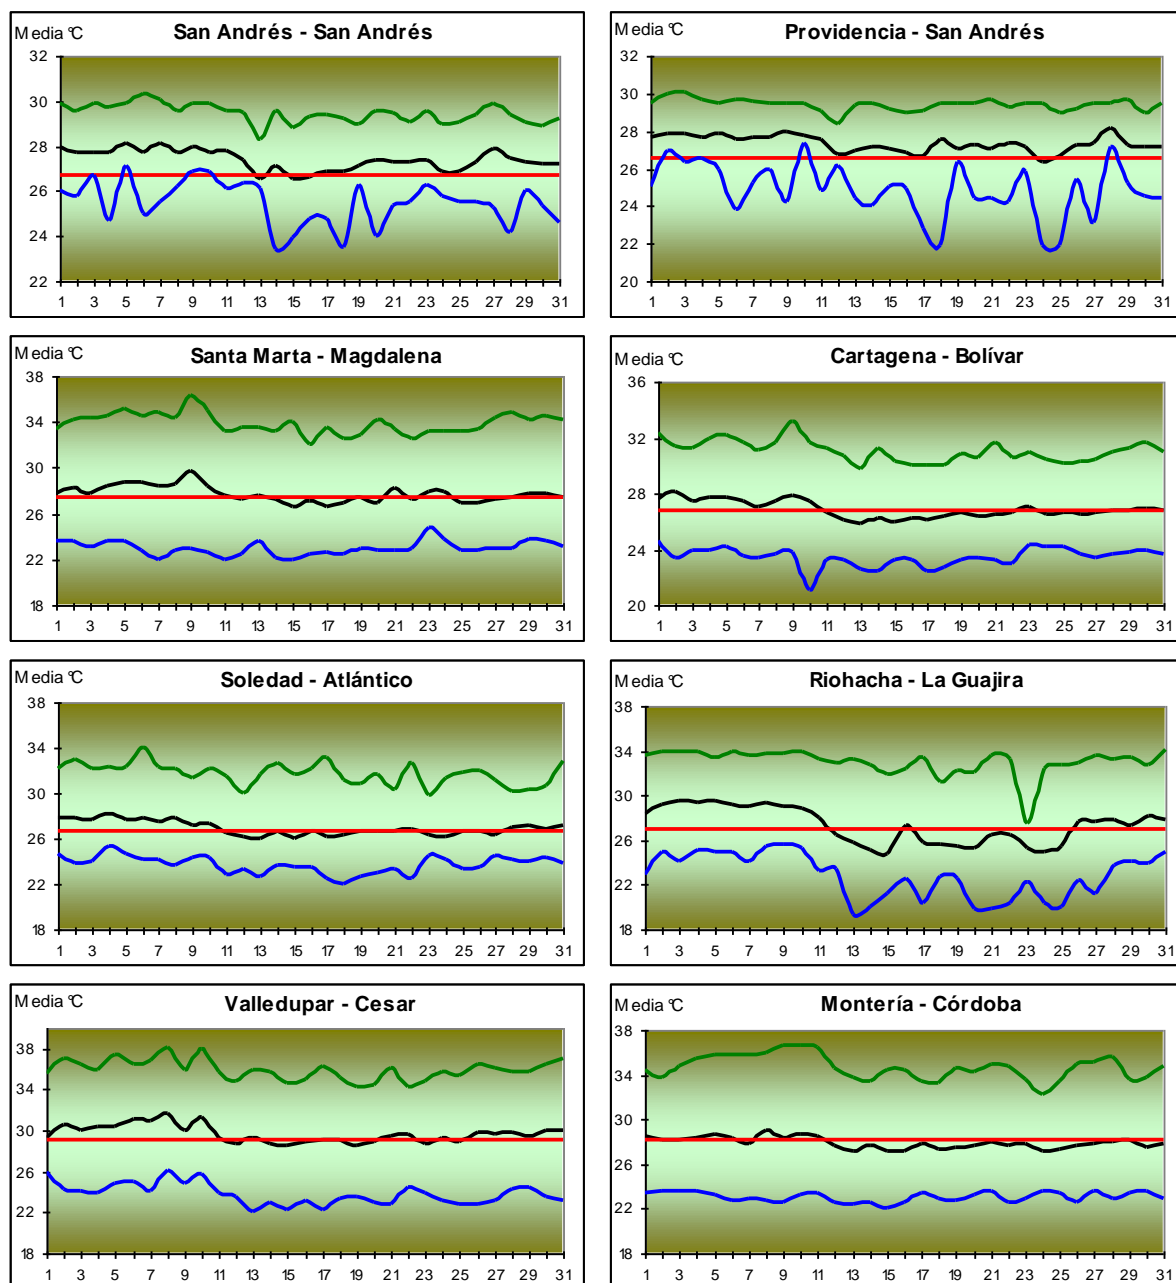 Media °C
San Andrés - San Andrés
32
30
28
26
24
22
1 3 5 7 9 11 13 15 17 19 21 23 25 27 29 31
Media °C
Providencia - San Andrés
32
30
28
26
24
22
20
1 3 5 7 9 11 13 15 17 19 21 23 25 27 29 31
Media °C
Santa Marta - Magdalena
38
34
30
26
22
18
1 3 5 7 9 11 13 15 17 19 21 23 25 27 29 31
Media °C
Cartagena - Bolívar
36
32
28
24
20
1 3 5 7 9 11 13 15 17 19 21 23 25 27 29 31
Media °C
Soledad - Atlántico
38
34
30
26
22
18
1 3 5 7 9 11 13 15 17 19 21 23 25 27 29 31
Media °C
Riohacha - La Guajira
38
34
30
26
22
18
1 3 5 7 9 11 13 15 17 19 21 23 25 27 29 31
Media °C
Valledupar - Cesar
38
34
30
26
22
18
1 3 5 7 9 11 13 15 17 19 21 23 25 27 29 31
Media °C
Montería - Córdoba
38
34
30
26
22
18
1 3 5 7 9 11 13 15 17 19 21 23 25 27 29 31